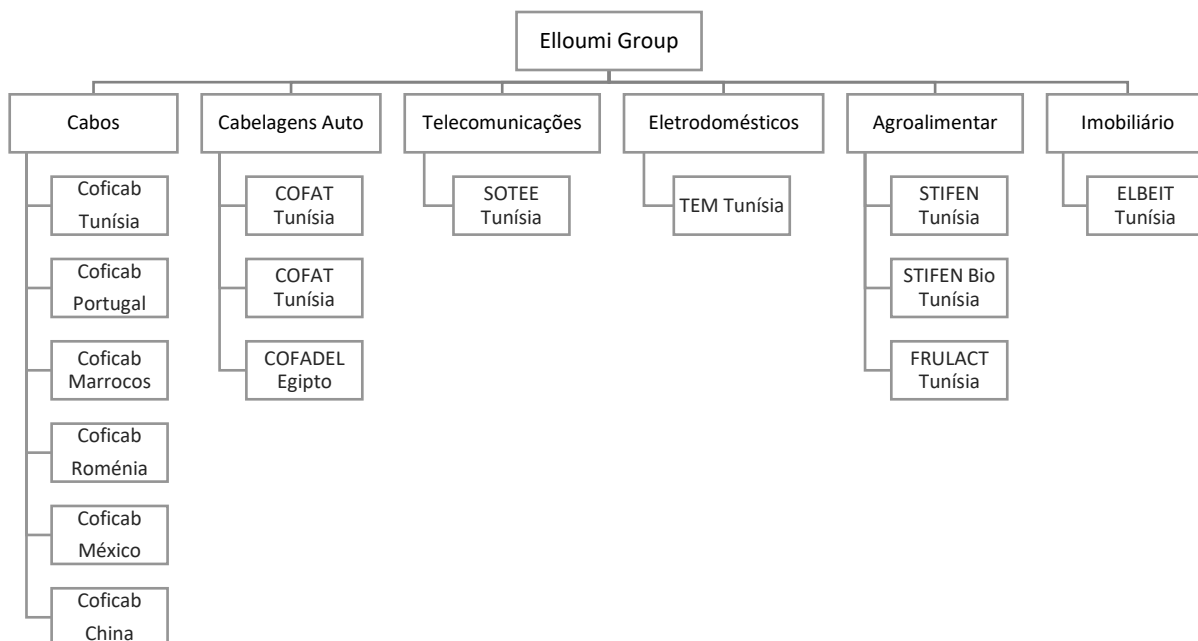 Elloumi Group
Cabos
Cabelagens Auto
Telecomunicações
Eletrodomésticos
Agroalimentar
Imobiliário
Coficab
Tunísia
Coficab
Portugal
Coficab
Marrocos
Coficab
Roménia
Coficab
México
Coficab
China
COFAT
Tunísia
COFAT
Tunísia
COFADEL
Egipto
SOTEE
Tunísia
TEM Tunísia
STIFEN
Tunísia
STIFEN Bio
Tunísia
FRULACT
Tunísia
ELBEIT
Tunísia